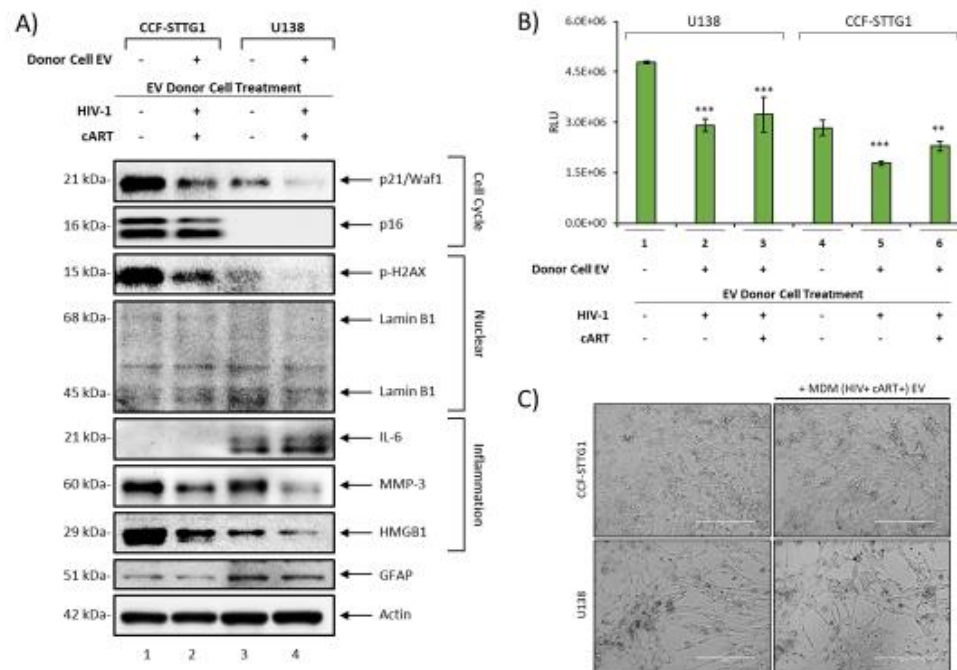 A)
CCF-STTG1 U138
Donor Cell EV - + - +
EV Donor Cell Treatment
HIV-1 - + - +
cART - + - +
21 kDa- p21/Waf1
16 kDa- p16
Cell Cycle
15 kDa- p-H2AX
68 kDa- Lamin B1
45 kDa- Lamin B1
Nuclear
21 kDa- IL-6
60 kDa- MMP-3
29 kDa- HMGB1
Inflammation
51 kDa- GFAP
42 kDa- Actin
1 2 3 4
B)
U138 CCF-STTG1
6.0E+06
4.5E+06
3.0E+06
1.5E+06
0.0E+00
RLU
*** *** *** **
1 2 3 4 5 6
Donor Cell EV - + + - + +
EV Donor Cell Treatment
HIV-1 - + + - + +
cART - - + - - +
C)
+ MDM (HIV+ cART+) EV
CCF-STTG1
U138